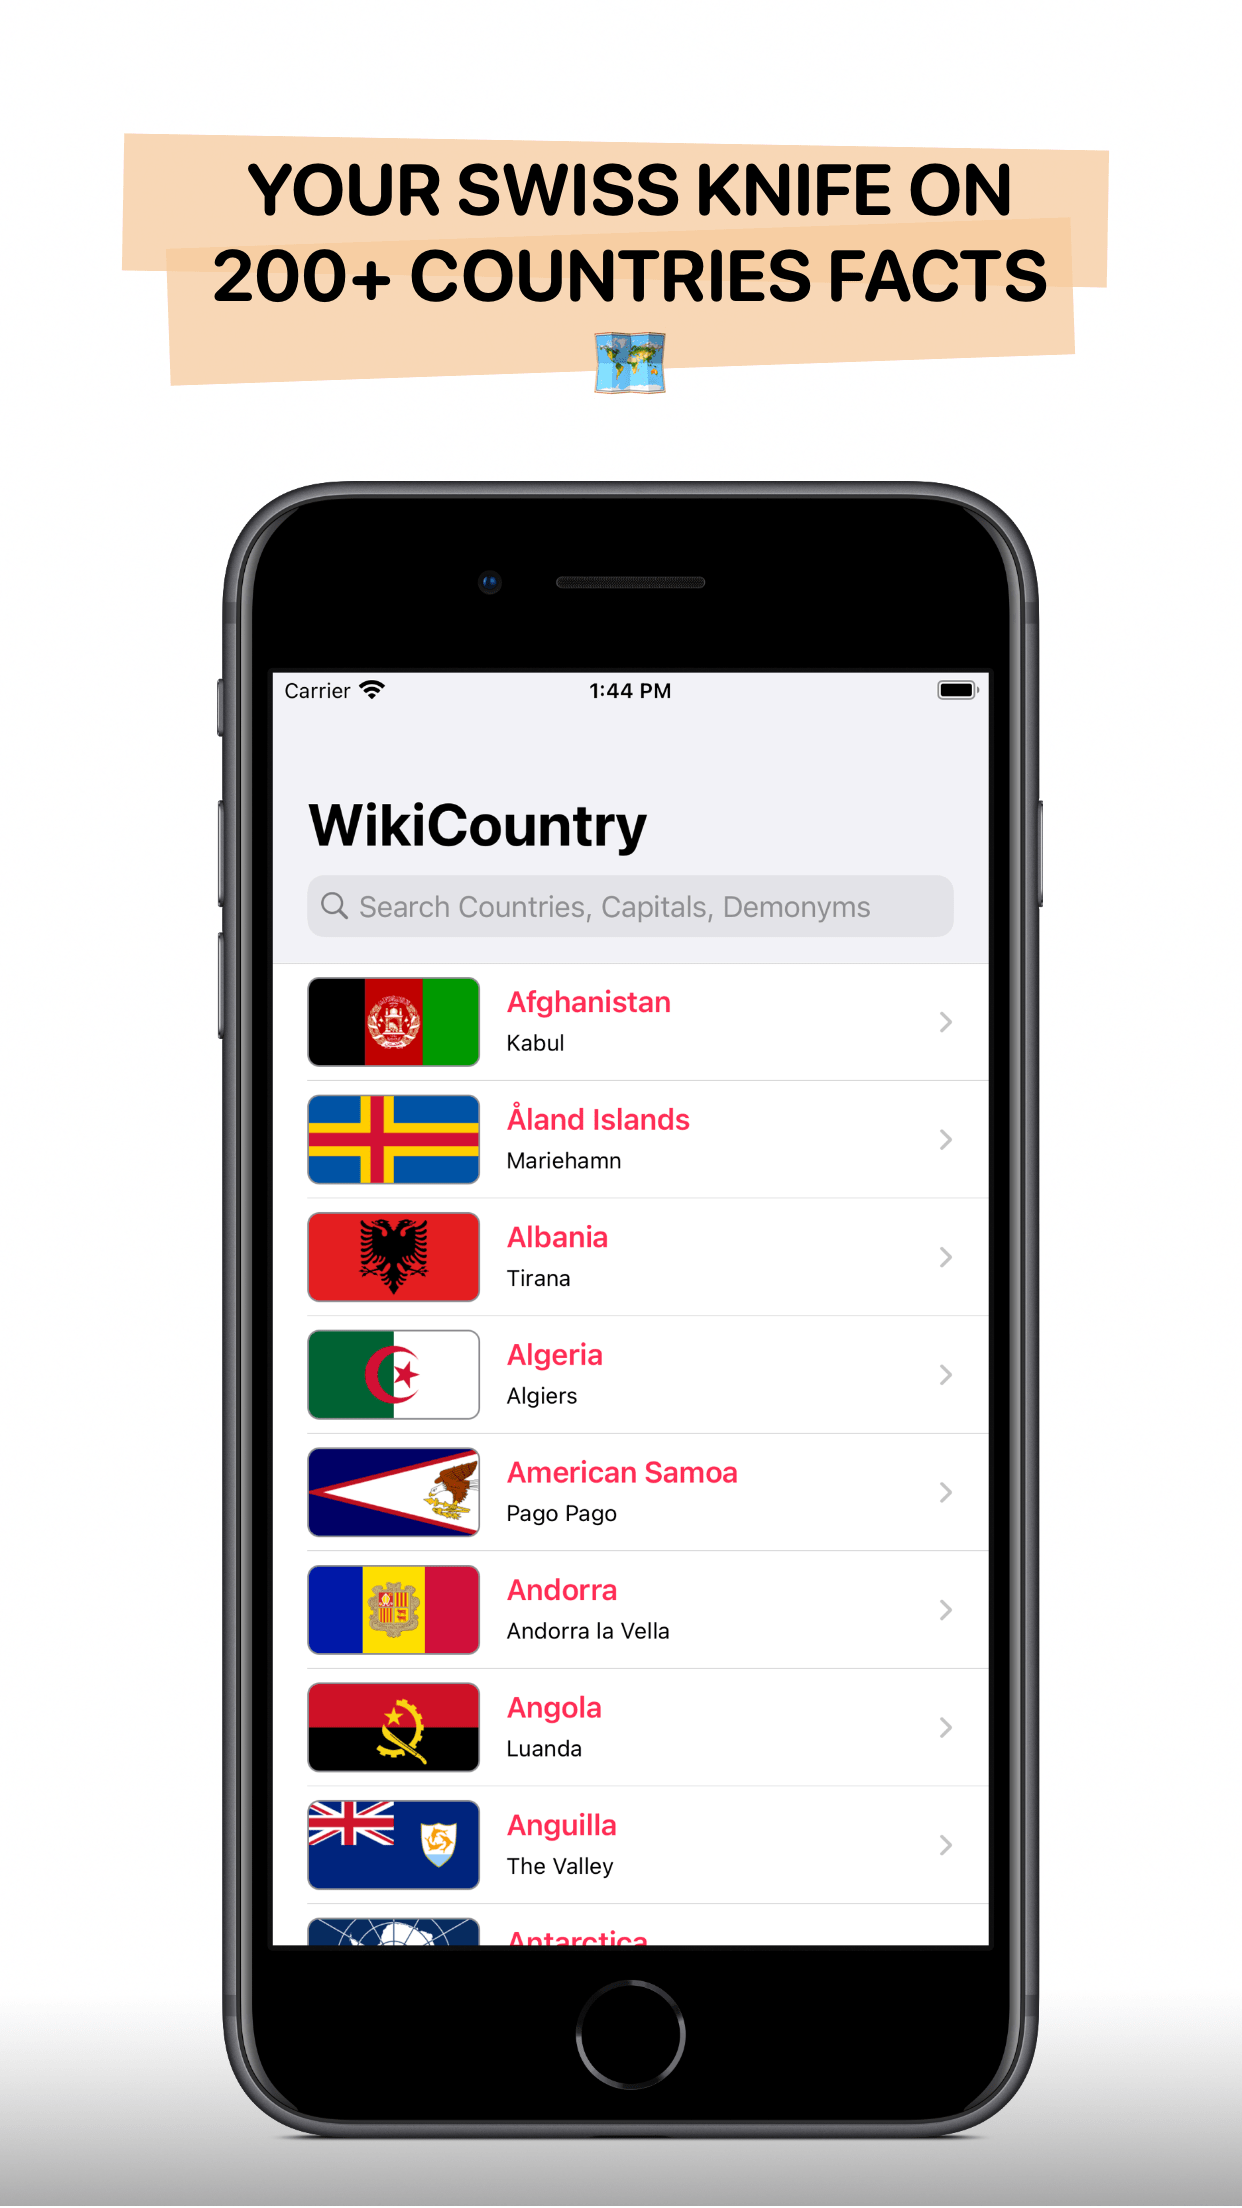 YOUR SWISS KNIFE ON
200+ COUNTRIES FACTS
Carrier
1:44 PM
WikiCountry
Search Countries, Capitals, Demonyms
Afghanistan
Kabul
Åland Islands
Mariehamn
Albania
Tirana
Algeria
Algiers
American Samoa
Pago Pago
Andorra
Andorra la Vella
Angola
Luanda
Anguilla
The Valley
Antarctica